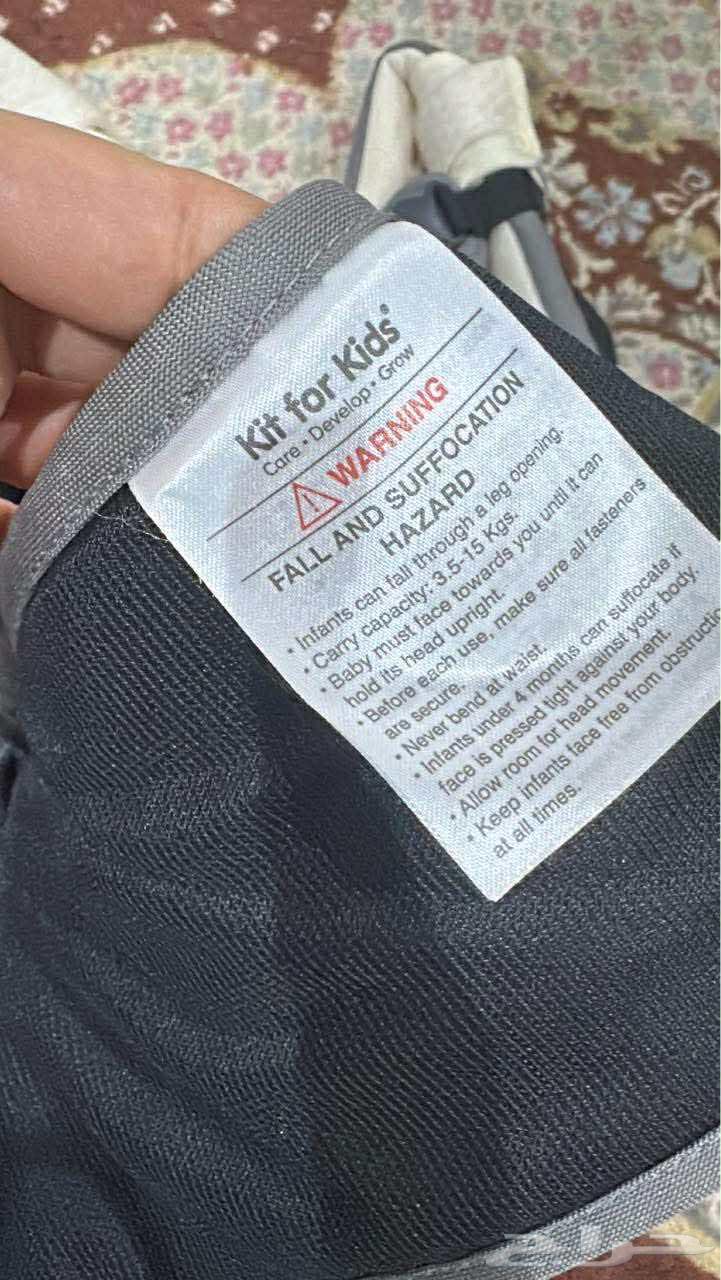 Kit for Kids®
Care • Develop • Grow
WARNING
FALL AND SUFFOCATION
HAZARD
• Infants can fall through a leg opening.
• Carry capacity: 3.5-15 Kgs.
• Baby must face towards you until it can
hold its head upright.
• Before each use, make sure all fasteners
are secure.
• Never bend at waist.
• Infants under 4 months can suffocate if
face is pressed tight against your body.
• Allow room for head movement.
• Keep infants face free from obstructio
at all times.
حراج